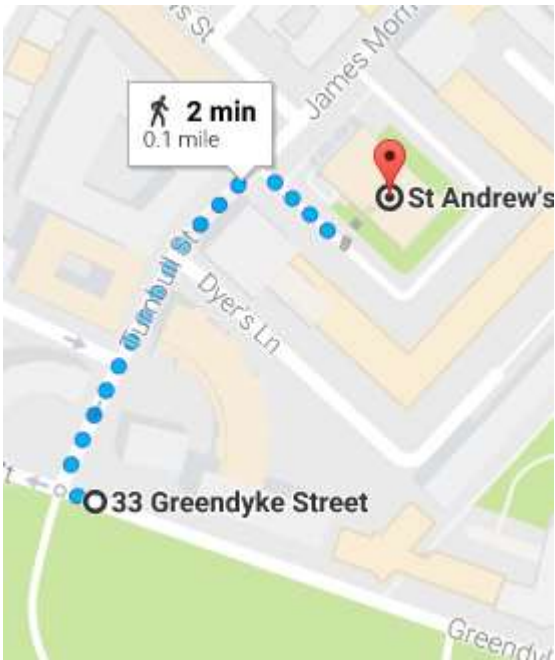 James Morr
2 min
0.1 mile
St Andrew's
Turnbull St
Dyer's Ln
33 Greendyke Street
Greendy